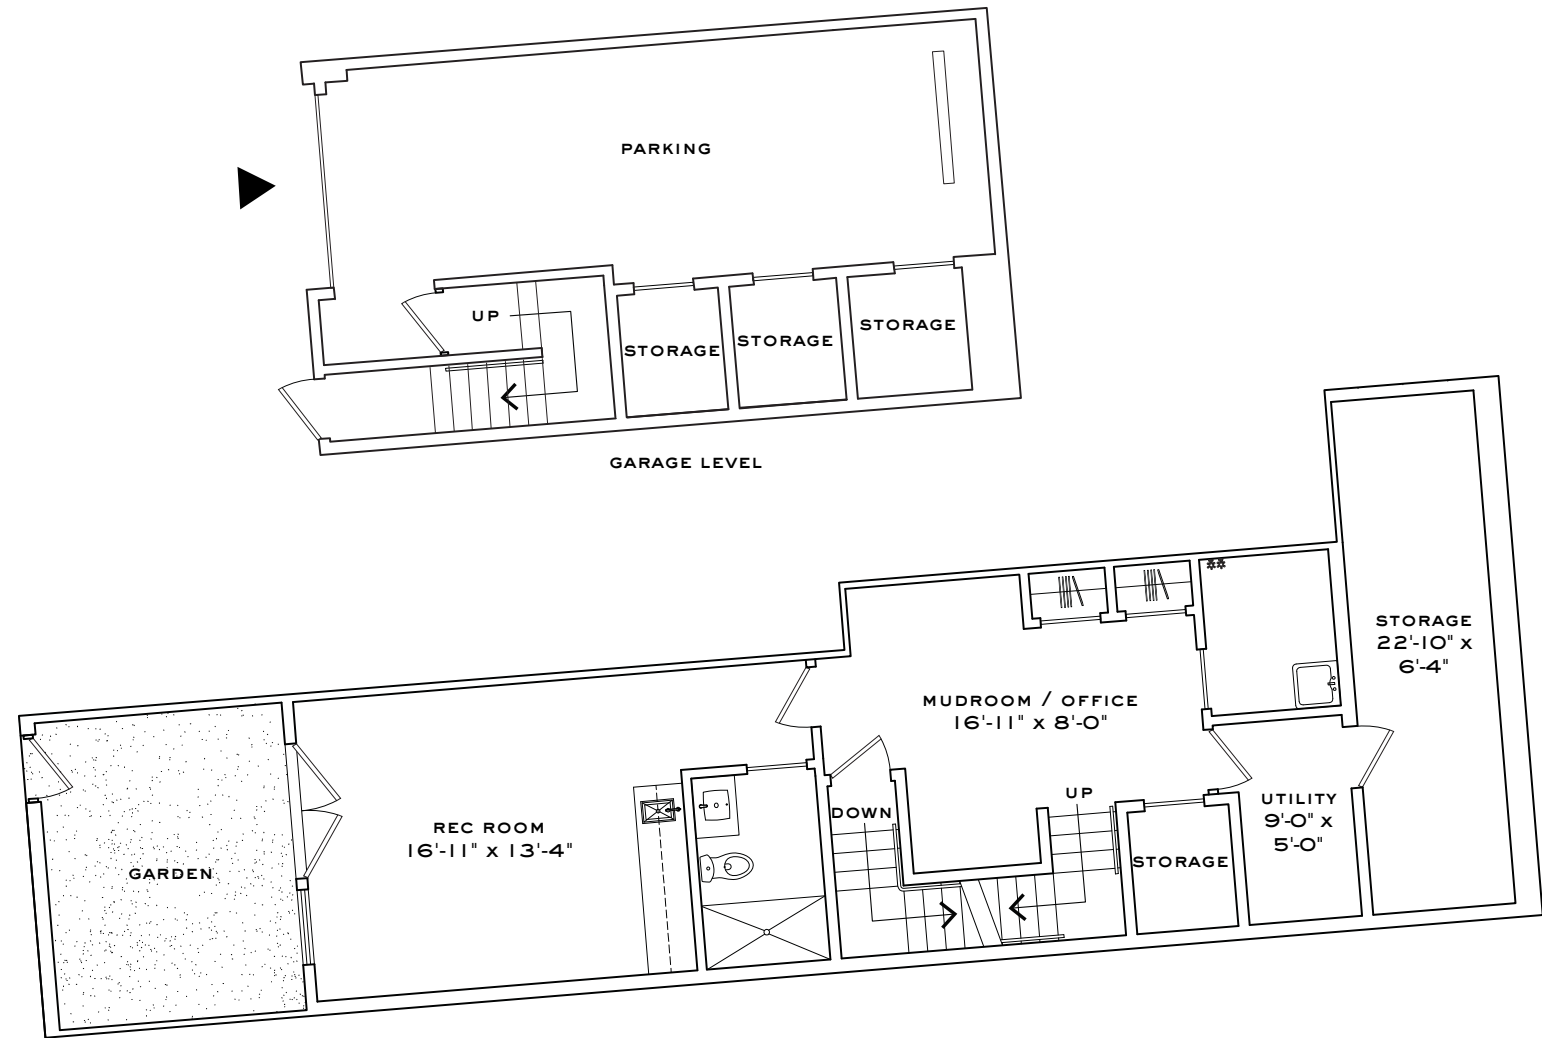 PARKING
UP
STORAGE
STORAGE
STORAGE
GARAGE LEVEL
STORAGE
22'-10" x
6'-4"
MUDROOM / OFFICE
16'-11" x 8'-0"
UP
DOWN
UTILITY
9'-0" x
5'-0"
REC ROOM
16'-11" x 13'-4"
STORAGE
GARDEN